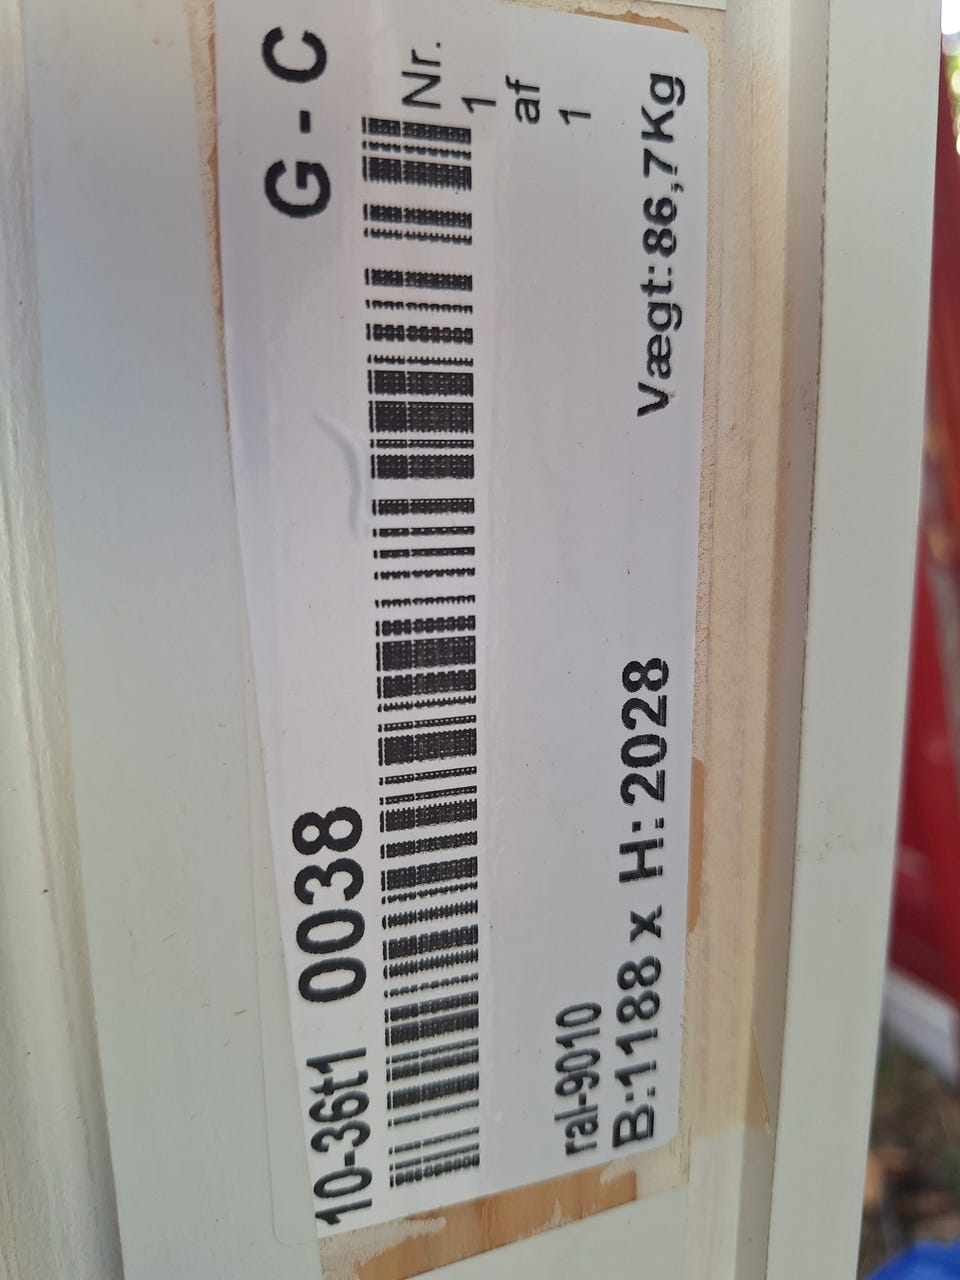 10-36t1 0038 G - C
Nr.
1
af
1
ral-9010
B:1188 x H:2028 Vægt:86,7Kg